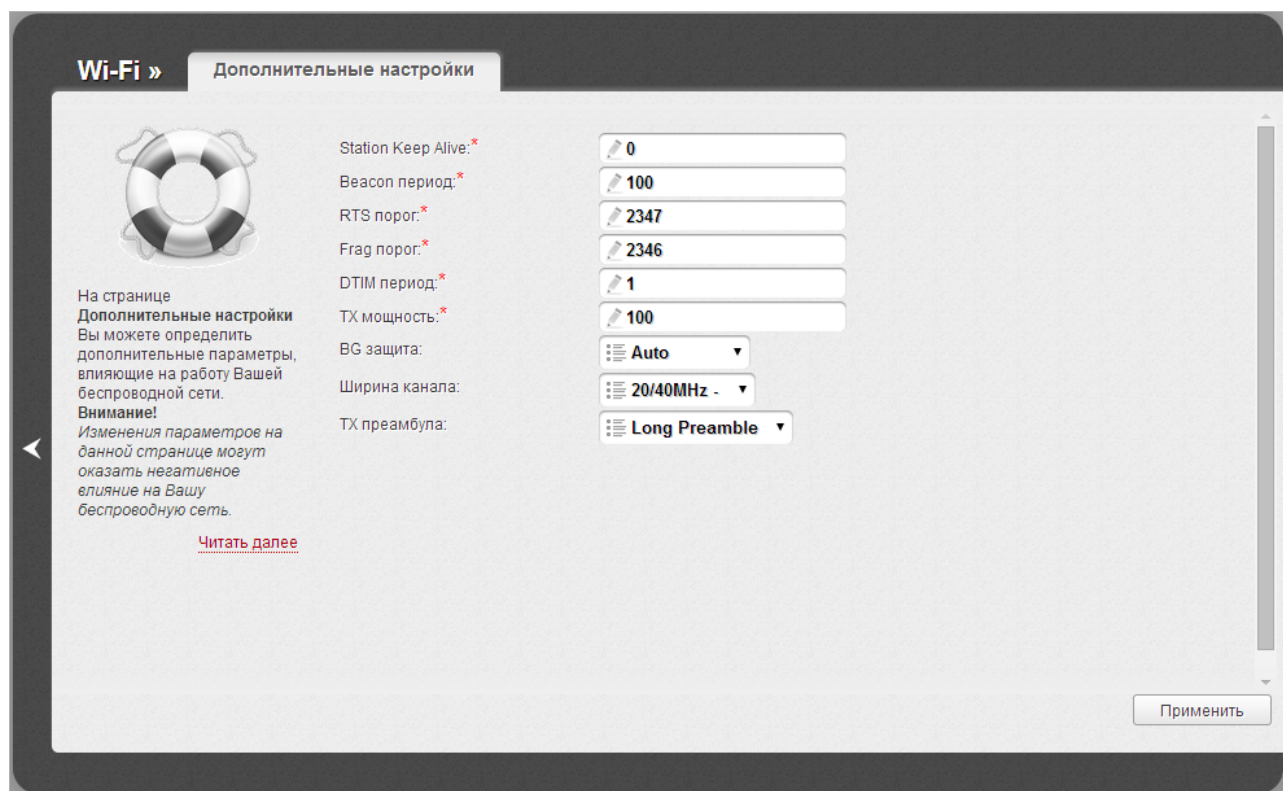 Wi-Fi »
Дополнительные настройки
На странице
Дополнительные настройки
Вы можете определить
дополнительные параметры,
влияющие на работу Вашей
беспроводной сети.
Внимание!
Изменения параметров на
данной странице могут
оказать негативное
влияние на Вашу
беспроводную сеть.
Читать далее
Station Keep Alive:* 0
Beacon период:* 100
RTS порог:* 2347
Frag порог:* 2346
DTIM период:* 1
TX мощность:* 100
BG защита: Auto
Ширина канала: 20/40MHz -
TX преамбула: Long Preamble
Применить